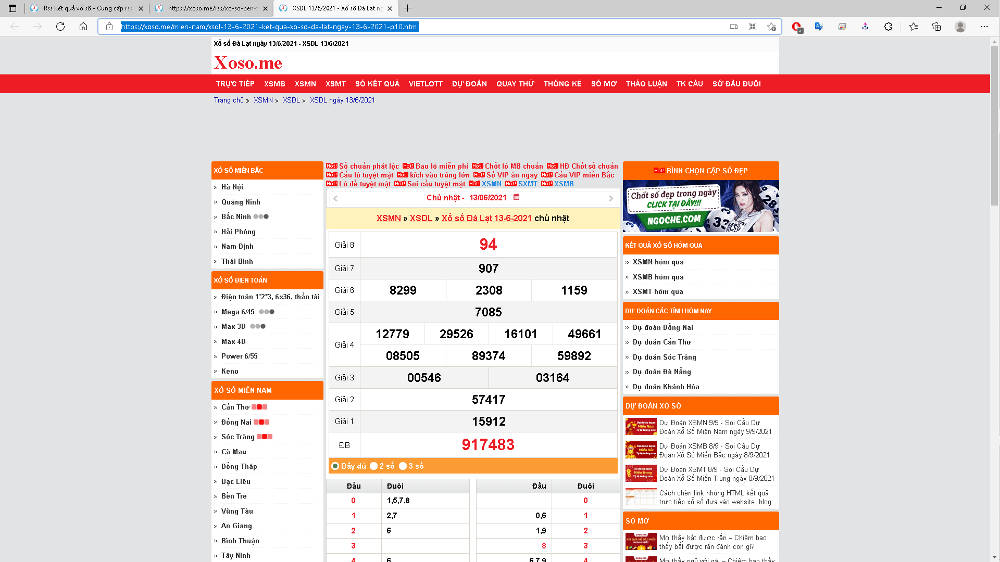 Rss Kết quả xổ số - Cung cấp rss
https://xoso.me/rss/xo-so-ben-t
XSDL 13/6/2021 - Xổ số Đà Lạt ng
https://xoso.me/mien-nam/xsdl-13-6-2021-ket-qua-xo-so-da-lat-ngay-13-6-2021-p10.html
4
Xổ số Đà Lạt ngày 13/6/2021 - XSDL 13/6/2021
Xoso.me
TRỰC TIẾP XSMB XSMN XSMT SỔ KẾT QUẢ VIETLOTT DỰ ĐOÁN QUAY THỬ THỐNG KÊ SỔ MƠ THẢO LUẬN TK CẦU SỚ ĐẦU ĐUÔI
Trang chủ » XSMN » XSDL » XSDL ngày 13/6/2021
XỔ SỐ MIỀN BẮC
» Hà Nội
» Quảng Ninh
» Bắc Ninh
» Hải Phòng
» Nam Định
» Thái Bình
XỔ SỐ ĐIỆN TOÁN
» Điện toán 1*2*3, 6x36, thần tài
» Mega 6/45
» Max 3D
» Max 4D
» Power 6/55
» Keno
XỔ SỐ MIỀN NAM
» Cần Thơ
» Đồng Nai
» Sóc Trăng
» Cà Mau
» Đồng Tháp
» Bạc Liêu
» Bến Tre
» Vũng Tàu
» An Giang
» Bình Thuận
» Tây Ninh
Hot! Số chuẩn phát lộc Hot! Bao lô miễn phí Hot! Chốt lô MB chuẩn Hot! HĐ Chốt số chuẩn
Hot! Cầu lô tuyệt mật Hot! kích vào trúng lớn Hot! Số VIP ăn ngay Hot! Cầu VIP miền Bắc
Hot! Lô đề tuyệt mật Hot! Soi cầu tuyệt mật Hot! XSMN Hot! SXMT Hot! XSMB
Chủ nhật - 13/06/2021
XSMN » XSDL » Xổ số Đà Lạt 13-6-2021 chủ nhật
Giải 8 94
Giải 7 907
Giải 6 8299 2308 1159
Giải 5 7085
Giải 4 12779 29526 16101 49661
08505 89374 59892
Giải 3 00546 03164
Giải 2 57417
Giải 1 15912
ĐB 917483
Đầy đủ 2 số 3 số
Đầu Đuôi Đầu Đuôi
0 1,5,7,8 0
1 2,7 0,6 1
2 6 1,9 2
3 8 3
4 6 6,7,9 4
Hot! BÌNH CHỌN CẶP SỐ ĐẸP
Chốt số đẹp trong ngày
CLICK TẠI ĐÂY!!!
NGOCHE.COM
28
33
KẾT QUẢ XỔ SỐ HÔM QUA
» XSMN hôm qua
» XSMB hôm qua
» XSMT hôm qua
DỰ ĐOÁN CÁC TỈNH HÔM NAY
» Dự đoán Đồng Nai
» Dự đoán Cần Thơ
» Dự đoán Sóc Trăng
» Dự đoán Đà Nẵng
» Dự đoán Khánh Hòa
DỰ ĐOÁN XỔ SỐ
Dự Đoán XSMN 9/9 - Soi Cầu Dự
Đoán Xổ Số Miền Nam ngày 9/9/2021
Dự Đoán XSMB 8/9 - Soi Cầu Dự
Đoán Xổ Số Miền Bắc ngày 8/9/2021
Dự Đoán XSMT 8/9 - Soi Cầu Dự
Đoán Xổ Số Miền Trung ngày 8/9/2021
Cách chèn link nhúng HTML kết quả
trực tiếp xổ số đưa vào website, blog
SỔ MƠ
Mơ thấy bắt được rắn – Chiêm bao
thấy bắt được rắn đánh con gì?
Mơ thấy ngủ với gái – Chiêm bao thấy